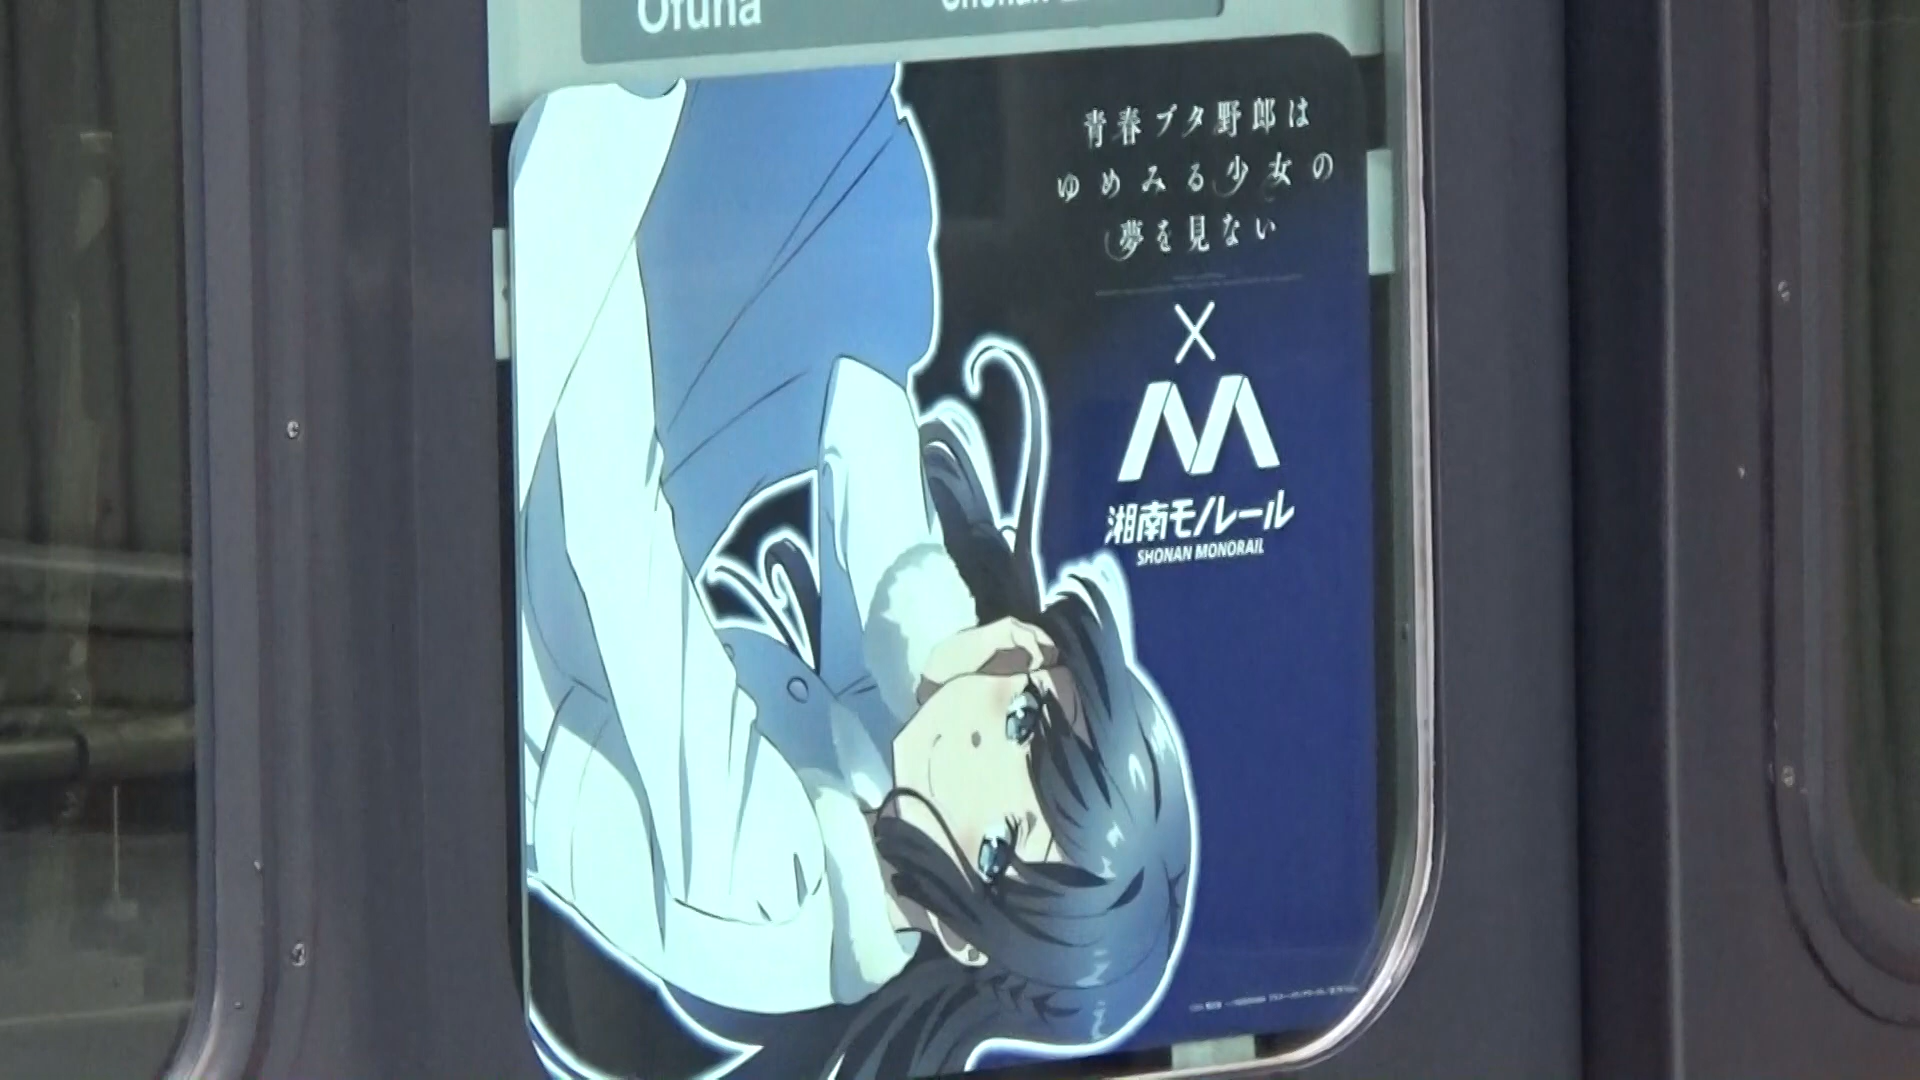 Ofuna
青春ブタ野郎は
ゆめみる少女の
夢を見ない
×
湘南モノレール
SHONAN MONORAIL